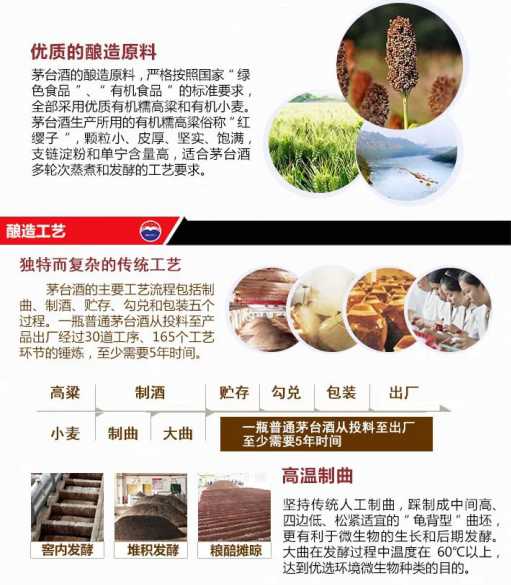 优质的酿造原料
茅台酒的酿造原料，严格按照国家“绿
色食品”、“有机食品”的标准要求，
全部采用优质有机糯高粱和有机小麦。
茅台酒生产所用的有机糯高粱俗称“红
缨子”，颗粒小、皮厚、坚实、饱满，
支链淀粉和单宁含量高，适合茅台酒
多轮次蒸煮和发酵的工艺要求。
酿造工艺
独特而复杂的传统工艺
茅台酒的主要工艺流程包括制
曲、制酒、贮存、勾兑和包装五个
过程。一瓶普通茅台酒从投料至产
品出厂经过30道工序、165个工艺
环节的锤炼，至少需要5年时间。
高粱 制酒 贮存 勾兑 包装 出厂
小麦 制曲 大曲
一瓶普通茅台酒从投料至出厂
至少需要5年时间
窖内发酵 堆积发酵 粮醅摊晾
高温制曲
坚持传统人工制曲，踩制成中间高、
四边低、松紧适宜的“龟背型”曲坯，
更有利于微生物的生长和后期发酵。
大曲在发酵过程中温度在 60℃以上，
达到优选环境微生物种类的目的。